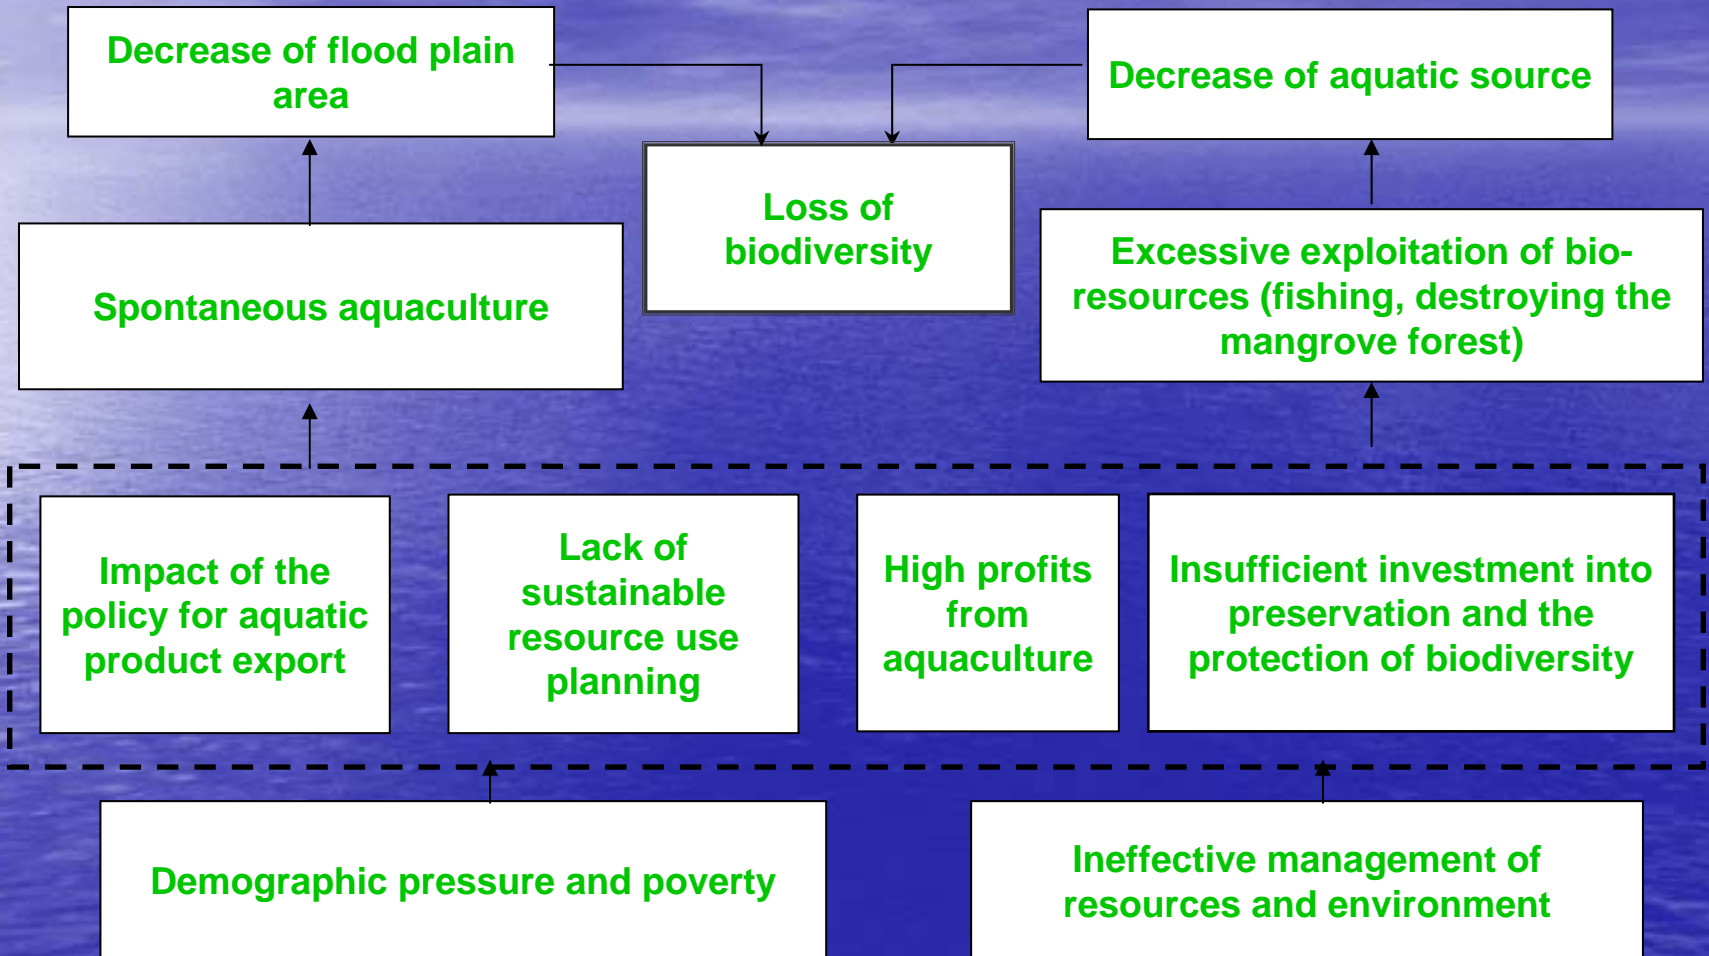 Decrease of flood plain
area
Decrease of aquatic source
Loss of
biodiversity
Spontaneous aquaculture
Excessive exploitation of bio-
resources (fishing, destroying the
mangrove forest)
Impact of the
policy for aquatic
product export
Lack of
sustainable
resource use
planning
High profits
from
aquaculture
Insufficient investment into
preservation and the
protection of biodiversity
Demographic pressure and poverty
Ineffective management of
resources and environment